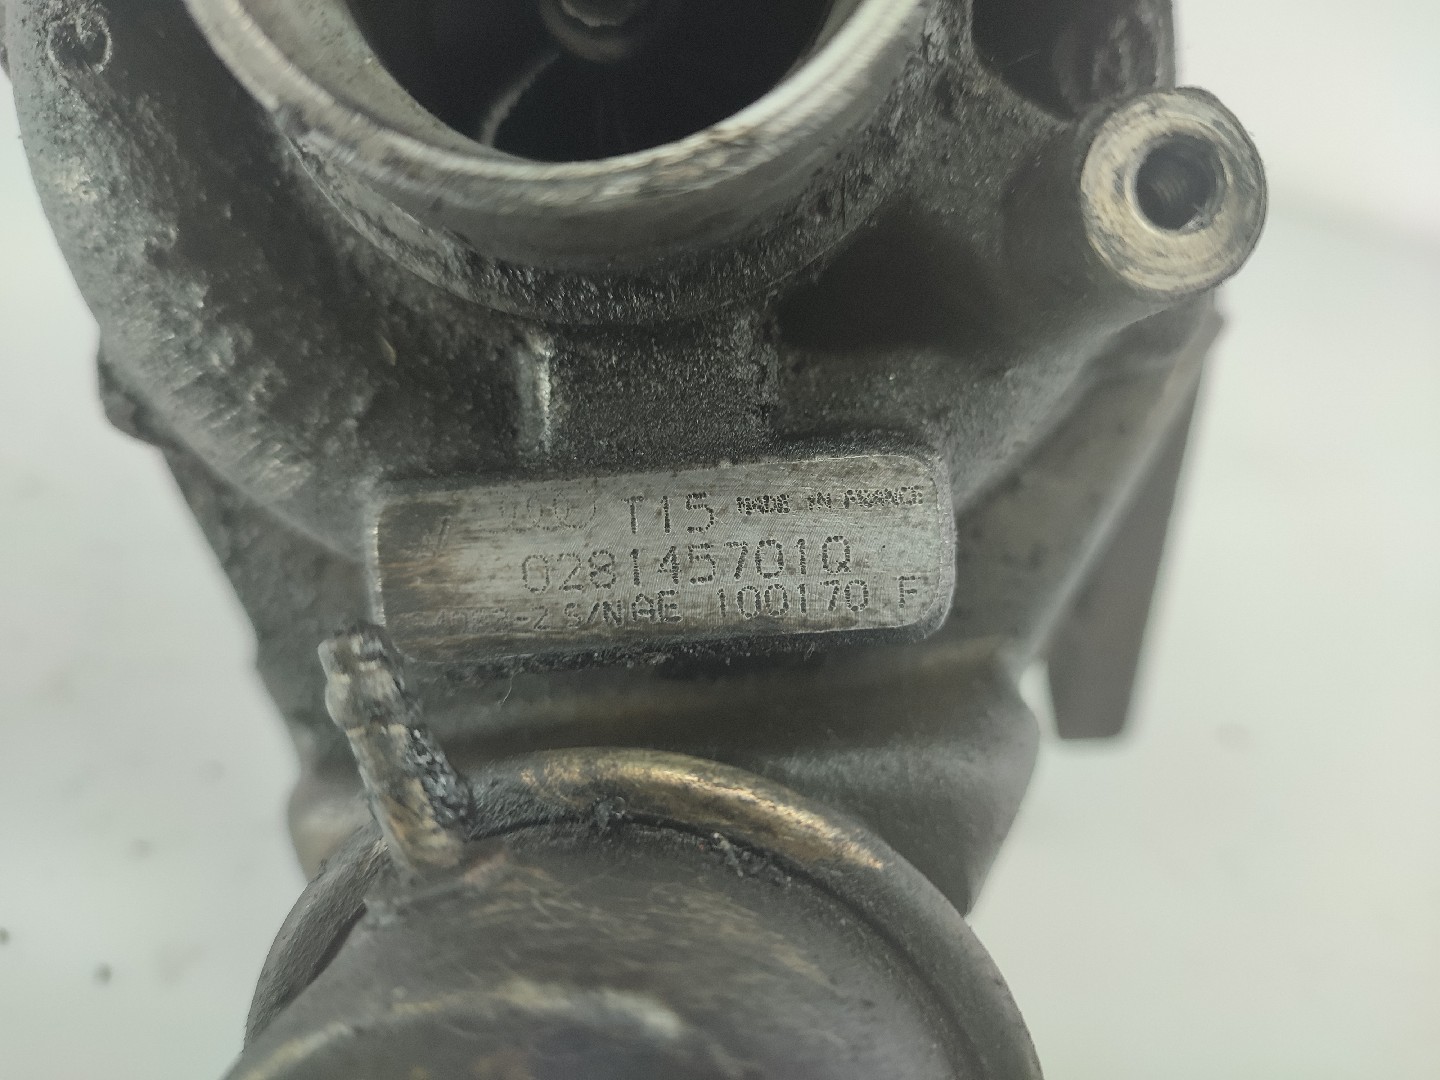 T15 MADE IN FRANCE
028145701Q
S/N AE 100170 F